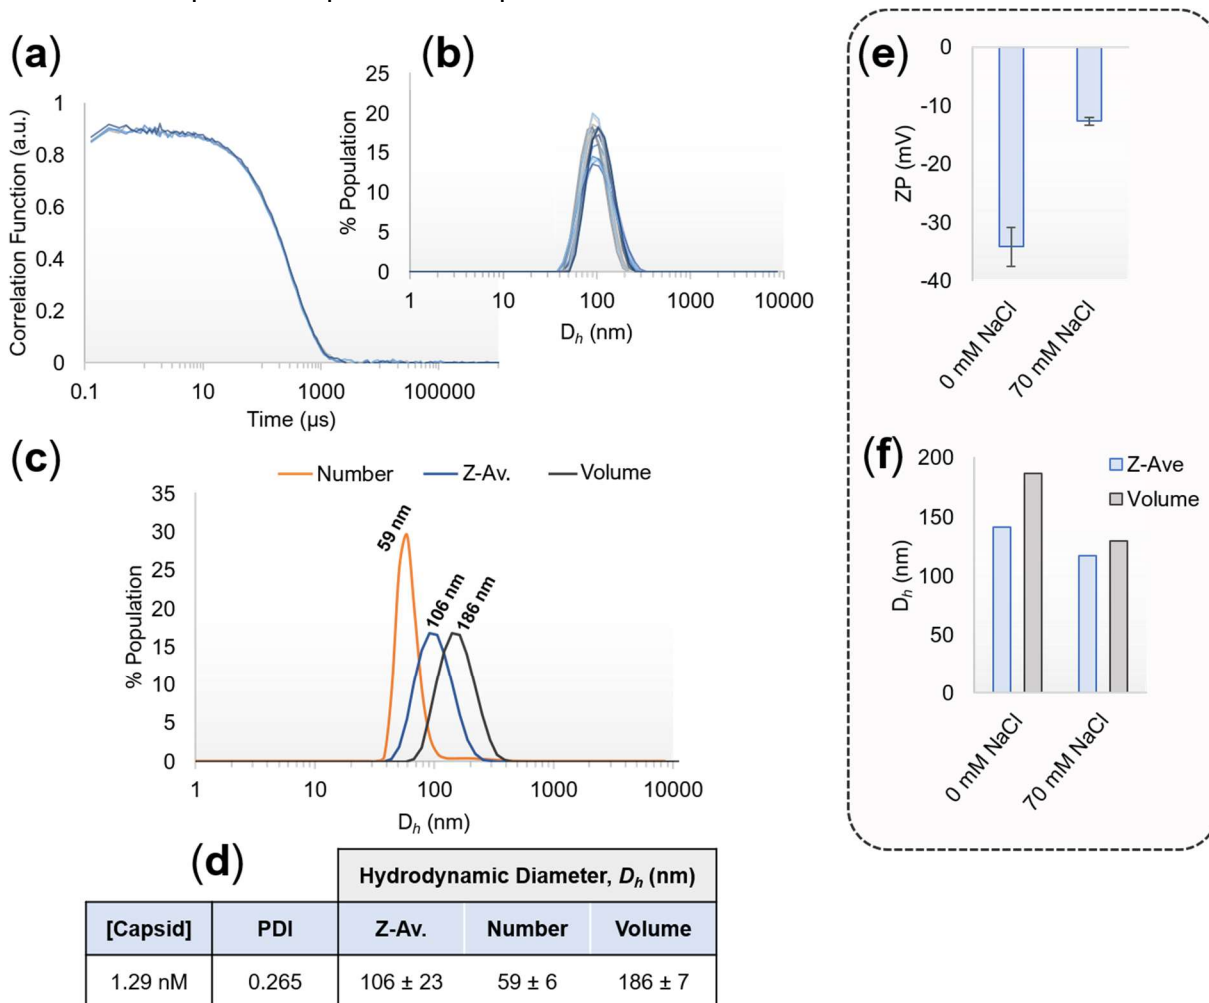 (a)
Correlation Function (a.u.)
1
0.8
0.6
0.4
0.2
0
0.1 10 1000 100000
Time (µs)
(b)
% Population
25
20
15
10
5
0
1 10 100 1000 10000
Dh (nm)
(c)
Number Z-Av. Volume
% Population
35
30
25
20
15
10
5
0
59 nm
106 nm
186 nm
1 10 100 1000 10000
Dh (nm)
(d)
Hydrodynamic Diameter, Dh (nm)
[Capsid] PDI Z-Av. Number Volume
1.29 nM 0.265 106 ± 23 59 ± 6 186 ± 7
(e)
ZP (mV)
0
-10
-20
-30
-40
0 mM NaCl
70 mM NaCl
(f)
Dh (nm)
200
150
100
50
0
Z-Ave
Volume
0 mM NaCl
70 mM NaCl